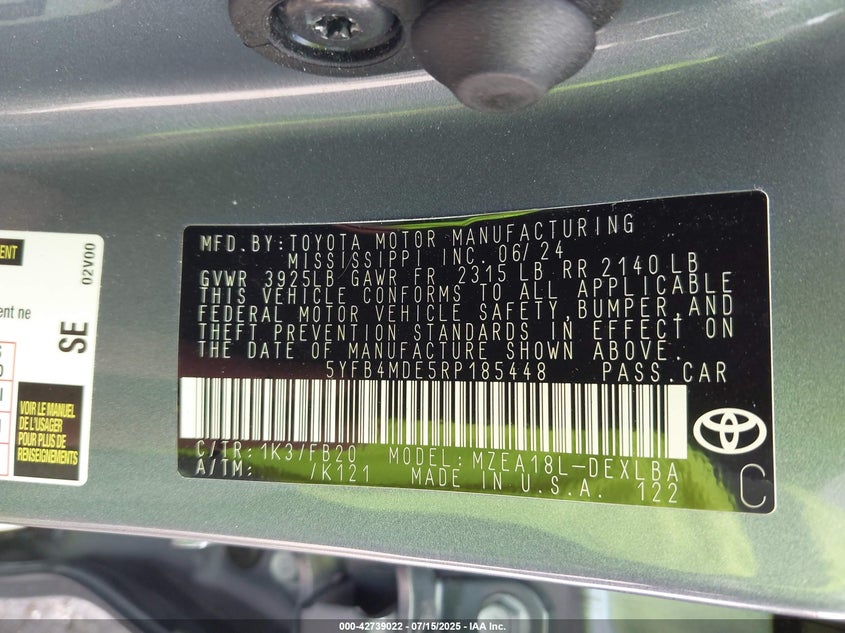 MFD.BY:TOYOTA MOTOR MANUFACTURING
MISSISSIPPI INC. 06/24
GVWR 3925LB GAWR FR 2315 LB RR 2140 LB
THIS VEHICLE CONFORMS TO ALL APPLICABLE
FEDERAL MOTOR VEHICLE SAFETY, BUMPER, AND
THEFT PREVENTION STANDARDS IN EFFECT ON
THE DATE OF MANUFACTURE SHOWN ABOVE.
5YFB4MDE5RP185448 PASS.CAR
C/TR: 1K3/FB20 MODEL: MZEA18L-DEXLBA
A/TM: /K121 MADE IN U.S.A. 122
C
02V00
SE
ent ne
VOIR LE MANUEL
DE L'USAGER
POUR PLUS DE
RENSEIGNEMENTS
000-42739022 - 07/15/2025 - IAA Inc.